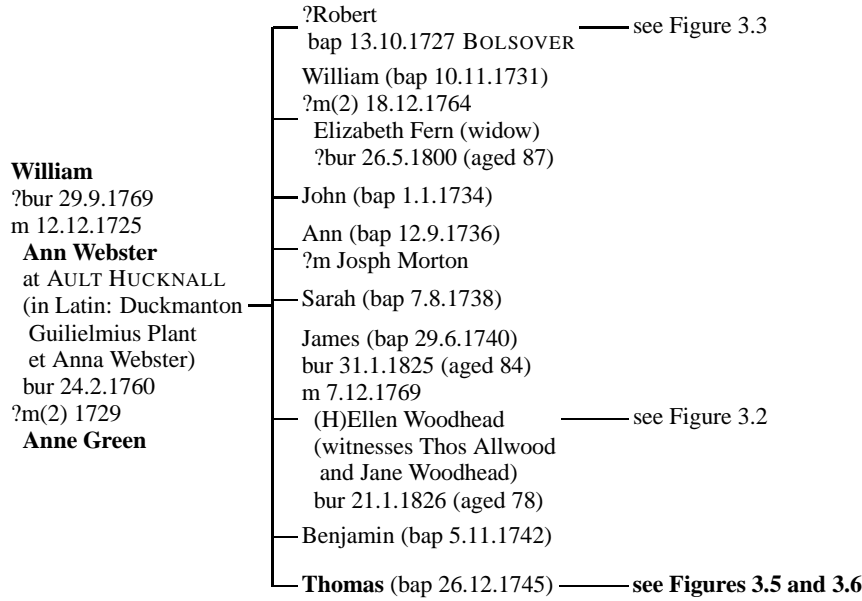 William
?bur 29.9.1769
m 12.12.1725
Ann Webster
at AULT HUCKNALL
(in Latin: Duckmanton
Guilielmius Plant
et Anna Webster)
bur 24.2.1760
?m(2) 1729
Anne Green
?Robert
bap 13.10.1727 BOLSOVER
see Figure 3.3
William (bap 10.11.1731)
?m(2) 18.12.1764
Elizabeth Fern (widow)
?bur 26.5.1800 (aged 87)
John (bap 1.1.1734)
Ann (bap 12.9.1736)
?m Josph Morton
Sarah (bap 7.8.1738)
James (bap 29.6.1740)
bur 31.1.1825 (aged 84)
m 7.12.1769
(H)Ellen Woodhead
see Figure 3.2
(witnesses Thos Allwood
and Jane Woodhead)
bur 21.1.1826 (aged 78)
Benjamin (bap 5.11.1742)
Thomas (bap 26.12.1745)
see Figures 3.5 and 3.6